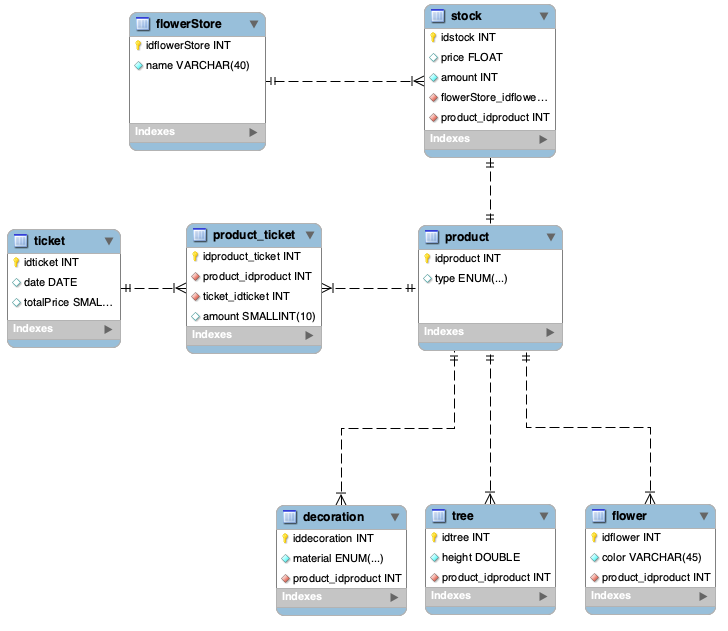 flowerStore
idflowerStore INT
name VARCHAR(40)
Indexes
stock
idstock INT
price FLOAT
amount INT
flowerStore_idflowe...
product_idproduct INT
Indexes
ticket
idticket INT
date DATE
totalPrice SMAL...
Indexes
product_ticket
idproduct_ticket INT
product_idproduct INT
ticket_idticket INT
amount SMALLINT(10)
Indexes
product
idproduct INT
type ENUM(...)
Indexes
decoration
iddecoration INT
material ENUM(...)
product_idproduct INT
Indexes
tree
idtree INT
height DOUBLE
product_idproduct INT
Indexes
flower
idflower INT
color VARCHAR(45)
product_idproduct INT
Indexes